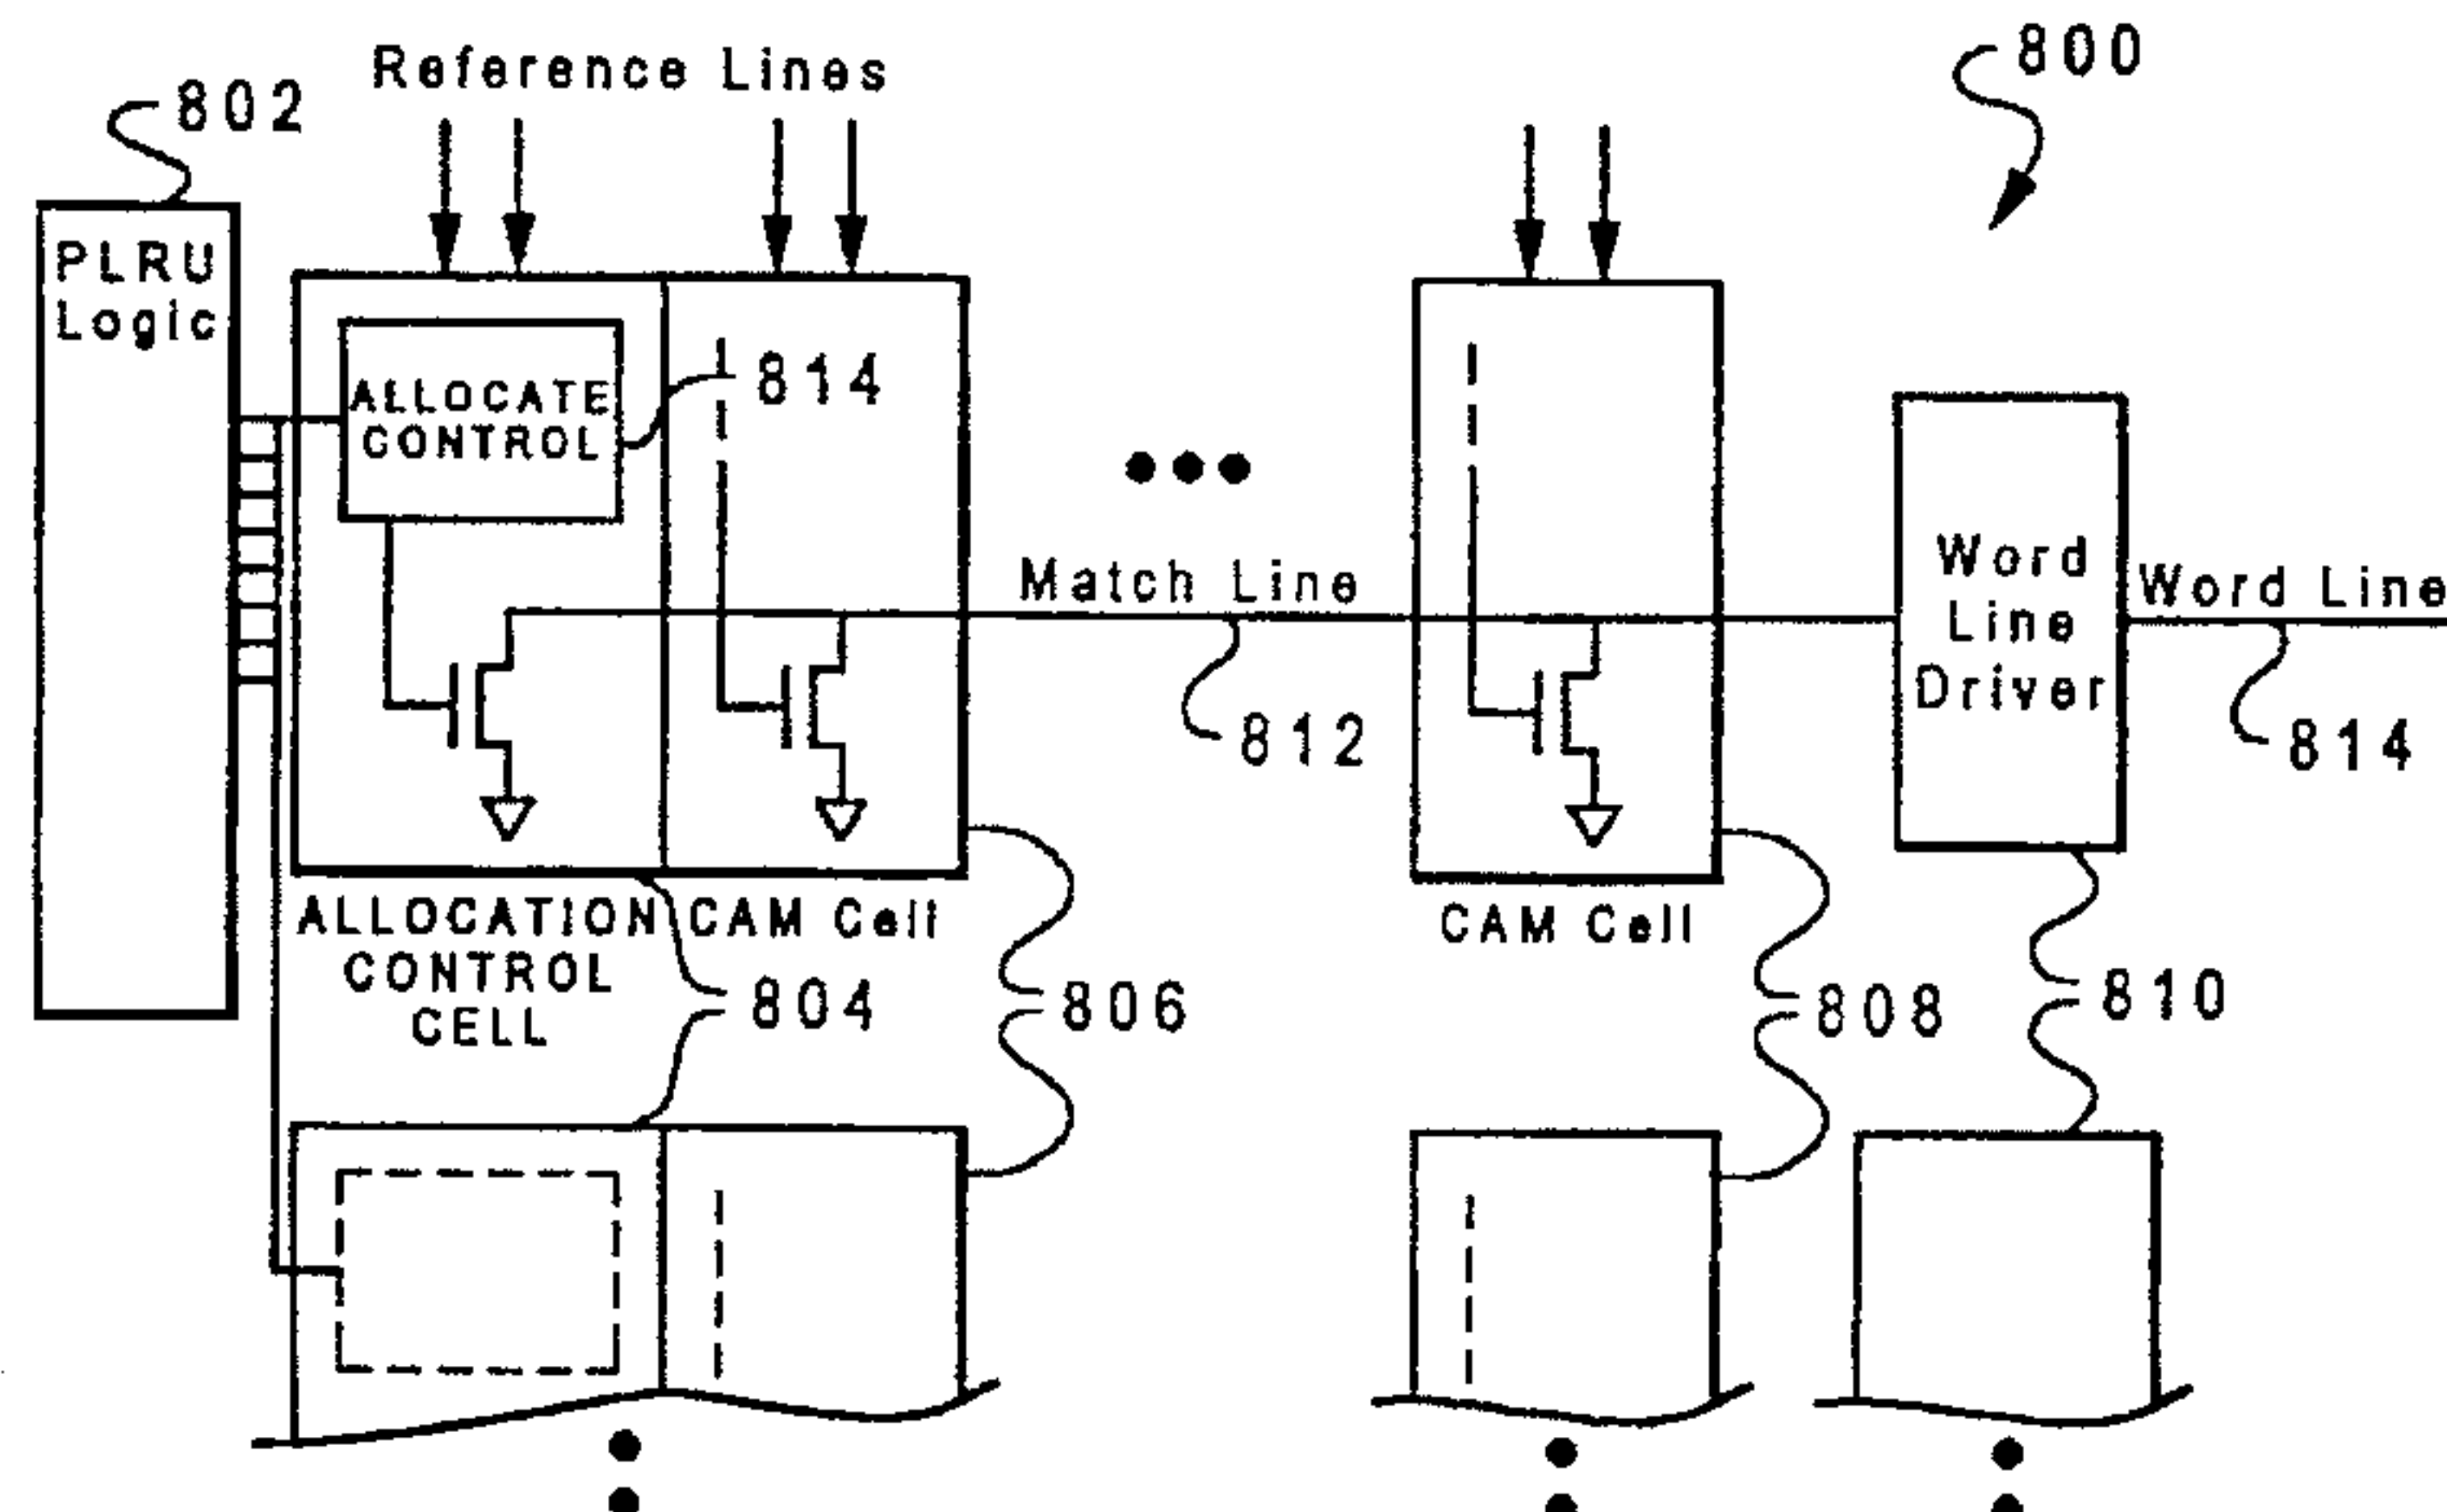 800
Reference Lines
802
PLRU
Logic
ALLOCATE
CONTROL
814
Match Line
Word
Line
Driver
Word Line
812
814
ALLOCATION
CONTROL
CELL
CAM Cell
CAM Cell
804
806
808
810